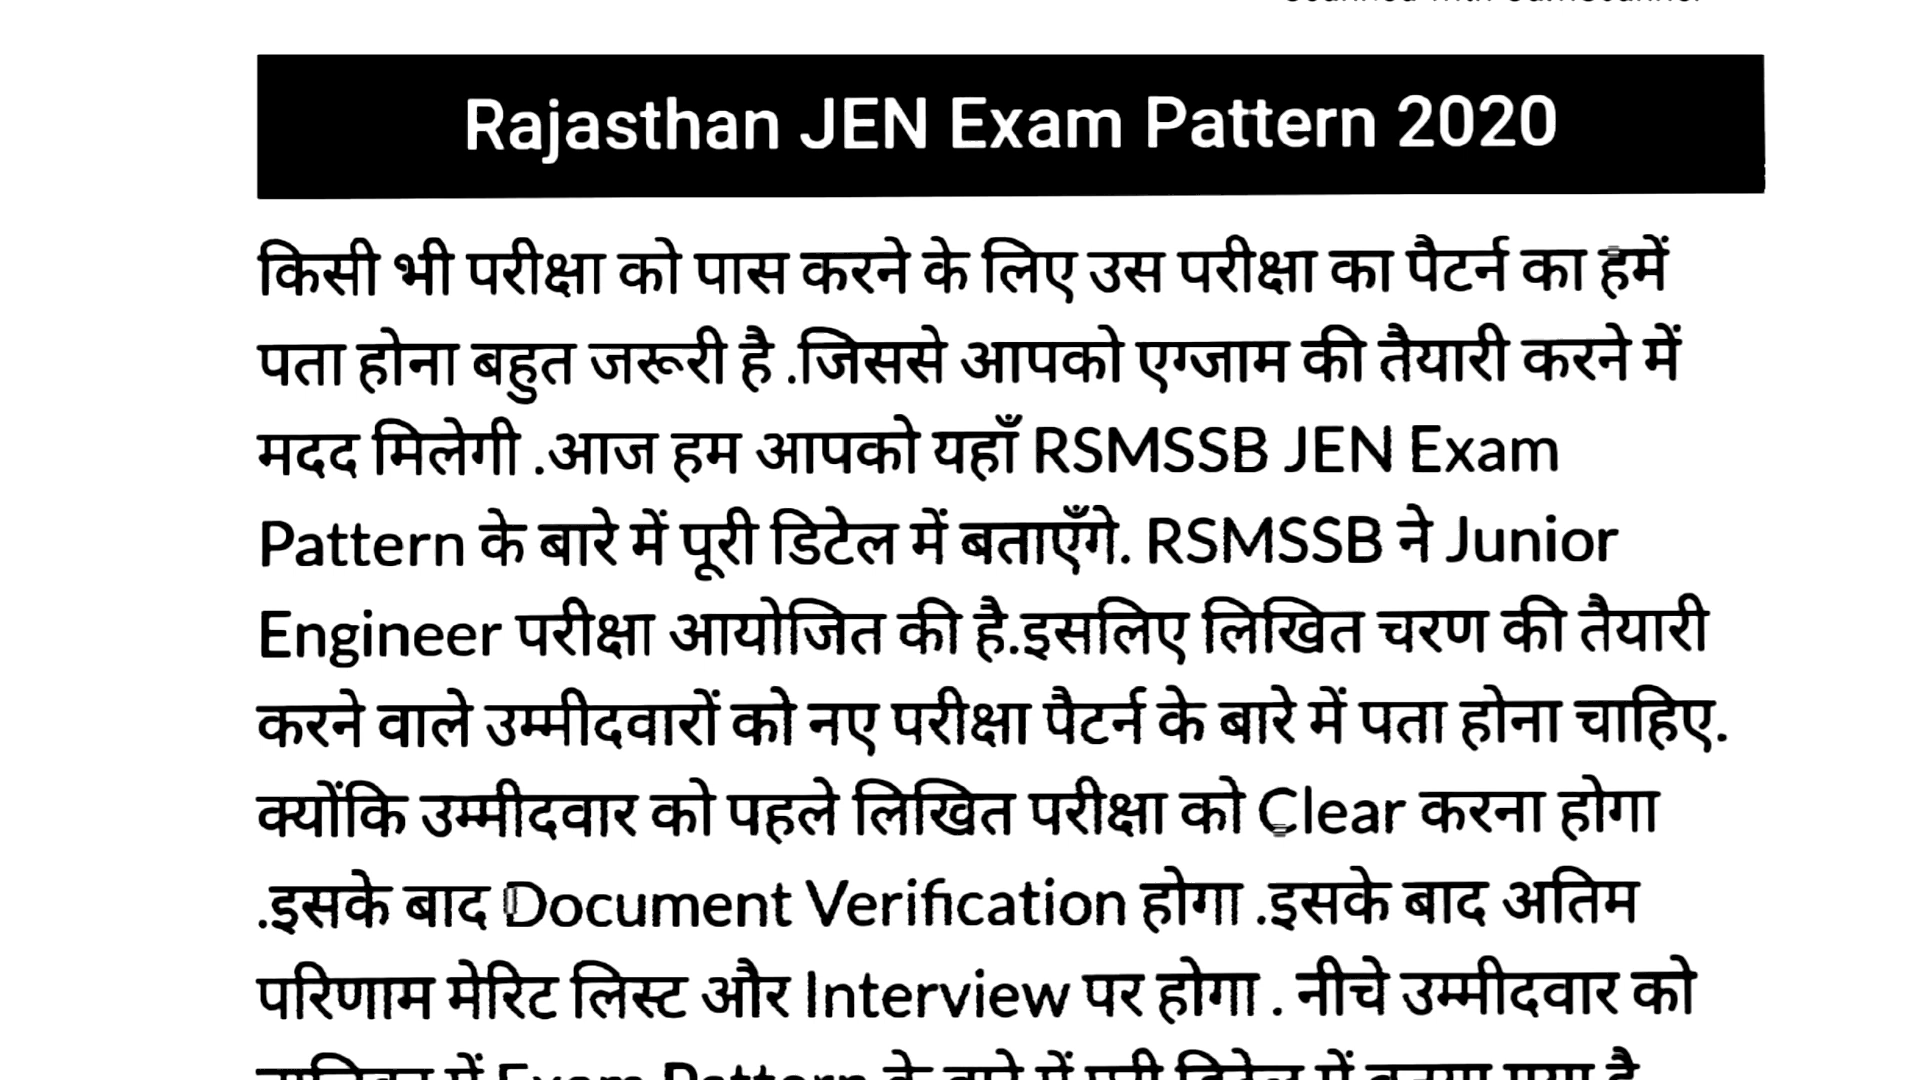 Rajasthan JEN Exam Pattern 2020
किसी भी परीक्षा को पास करने के लिए उस परीक्षा का पैटर्न का हमें
पता होना बहुत जरूरी है .जिससे आपको एग्जाम की तैयारी करने में
मदद मिलेगी .आज हम आपको यहाँ RSMSSB JEN Exam
Pattern के बारे में पूरी डिटेल में बताएँगे. RSMSSB ने Junior
Engineer परीक्षा आयोजित की है.इसलिए लिखित चरण की तैयारी
करने वाले उम्मीदवारों को नए परीक्षा पैटर्न के बारे में पता होना चाहिए.
क्योंकि उम्मीदवार को पहले लिखित परीक्षा को Clear करना होगा
.इसके बाद Document Verification होगा .इसके बाद अतिम
परिणाम मेरिट लिस्ट और Interview पर होगा . नीचे उम्मीदवार को